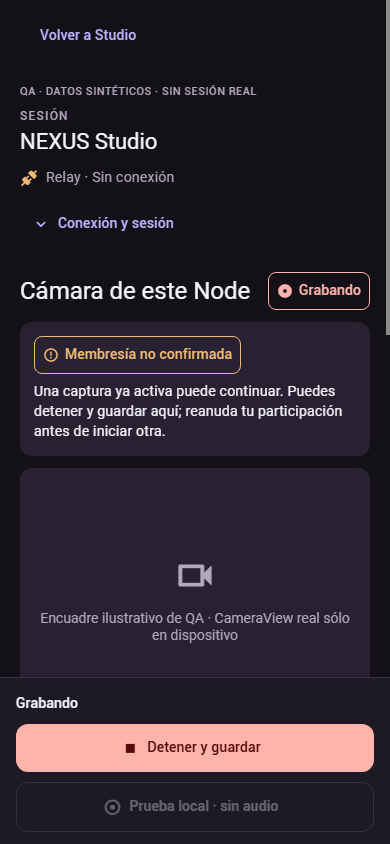 Volver a Studio
QA · DATOS SINTÉTICOS · SIN SESIÓN REAL
SESIÓN
NEXUS Studio
Relay · Sin conexión
Conexión y sesión
Cámara de este Node
Grabando
Membresía no confirmada
Una captura ya activa puede continuar. Puedes
detener y guardar aquí; reanuda tu participación
antes de iniciar otra.
Encuadre ilustrativo de QA · CameraView real sólo
en dispositivo
Grabando
Detener y guardar
Prueba local · sin audio